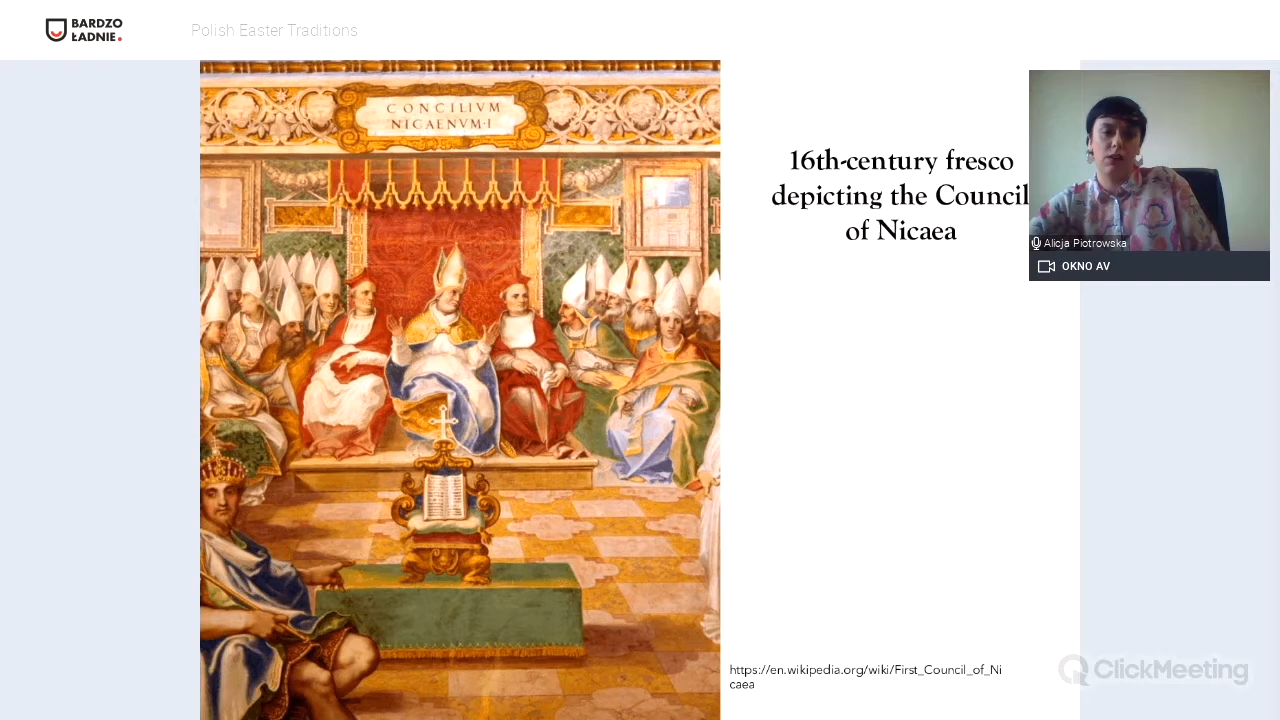 BARDZO
ŁADNIE.
Polish Easter Traditions
CONCILIVM
NICAENVM·I
16th-century fresco
depicting the Council
of Nicaea
Alicja Piotrowska
OKNO AV
https://en.wikipedia.org/wiki/First_Council_of_Ni
caea
ClickMeeting